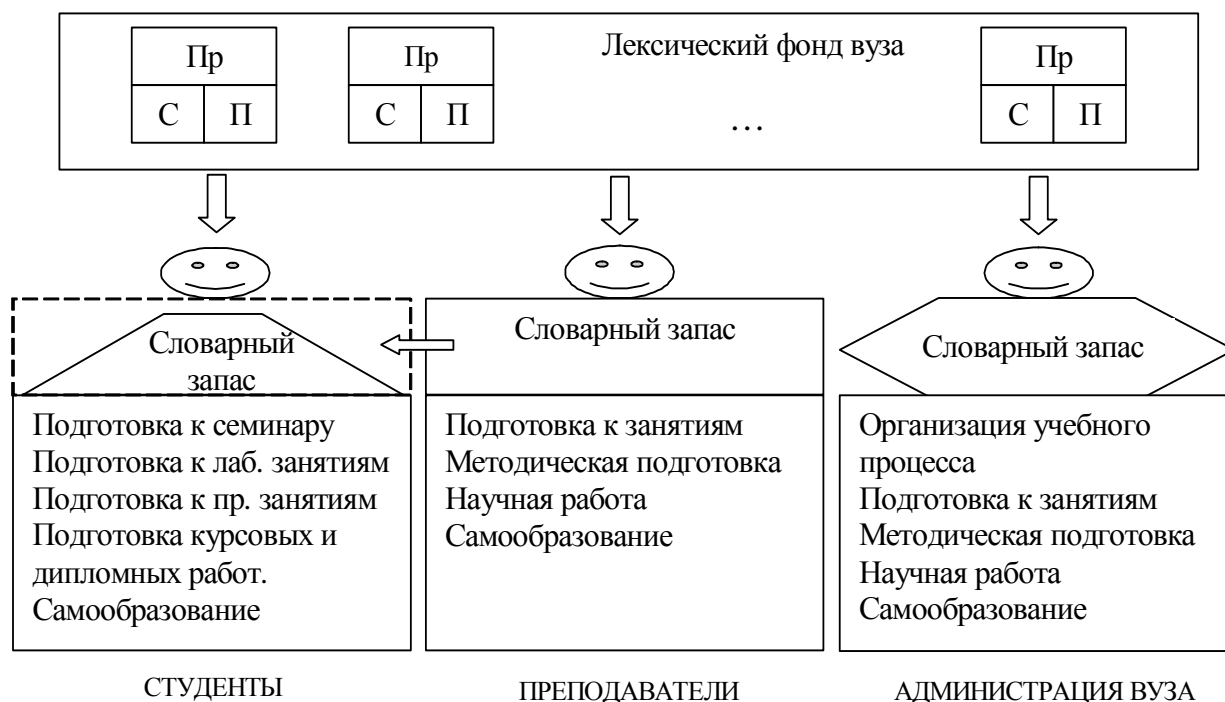 Лексический фонд вуза
Пр
С П
Пр
С П
…
Пр
С П
Словарный
запас
Подготовка к семинару
Подготовка к лаб. занятиям
Подготовка к пр. занятиям
Подготовка курсовых и
дипломных работ.
Самообразование
СТУДЕНТЫ
Словарный запас
Подготовка к занятиям
Методическая подготовка
Научная работа
Самообразование
ПРЕПОДАВАТЕЛИ
Словарный запас
Организация учебного
процесса
Подготовка к занятиям
Методическая подготовка
Научная работа
Самообразование
АДМИНИСТРАЦИЯ ВУЗА